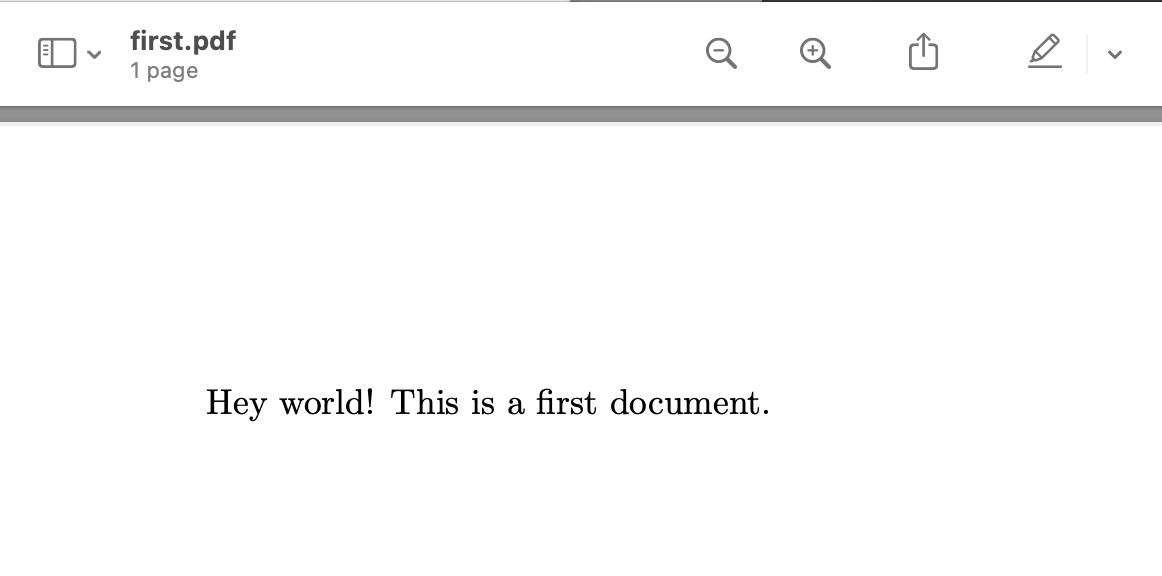 first.pdf
1 page
Hey world! This is a first document.